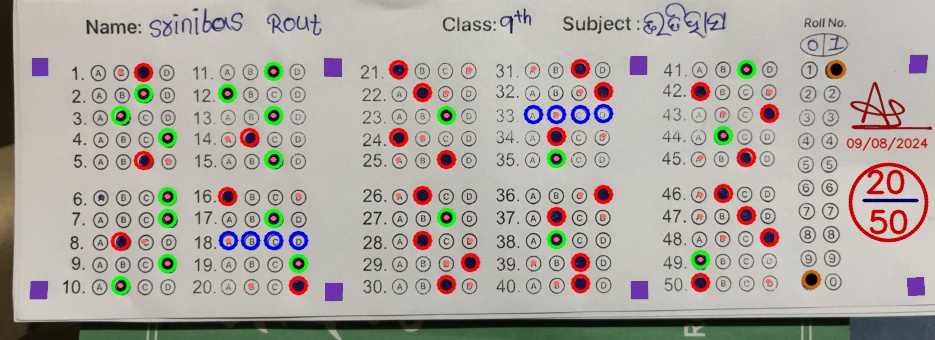 Name: Srinibas Rout Class: 9th Subject: ଇତିହାସ Roll No.
0 1
1. A B C D 11. A B C D 21. A B C D 31. A B C D 41. A B C D 1
2. A B C D 12. A B C D 22. A B C D 32. A B C D 42. A B C D 2 2
3. A B C D 13. A B C D 23. A B C D 33. A B C D 43. A B C D 3 3
4. A B C D 14. A B C D 24. A B C D 34. A B C D 44. A B C D 4 4
5. A B C D 15. A B C D 25. A B C D 35. A B C D 45. A B C D 5 5
09/08/2024
6. A B C D 16. A B C D 26. A B C D 36. A B C D 46. A B C D 6 6
7. A B C D 17. A B C D 27. A B C D 37. A B C D 47. A B C D 7 7
8. A B C D 18. A B C D 28. A B C D 38. A B C D 48. A B C D 8 8
9. A B C D 19. A B C D 29. A B C D 39. A B C D 49. A B C D 9 9
10. A B C D 20. A B C D 30. A B C D 40. A B C D 50. A B C D 0
20
50